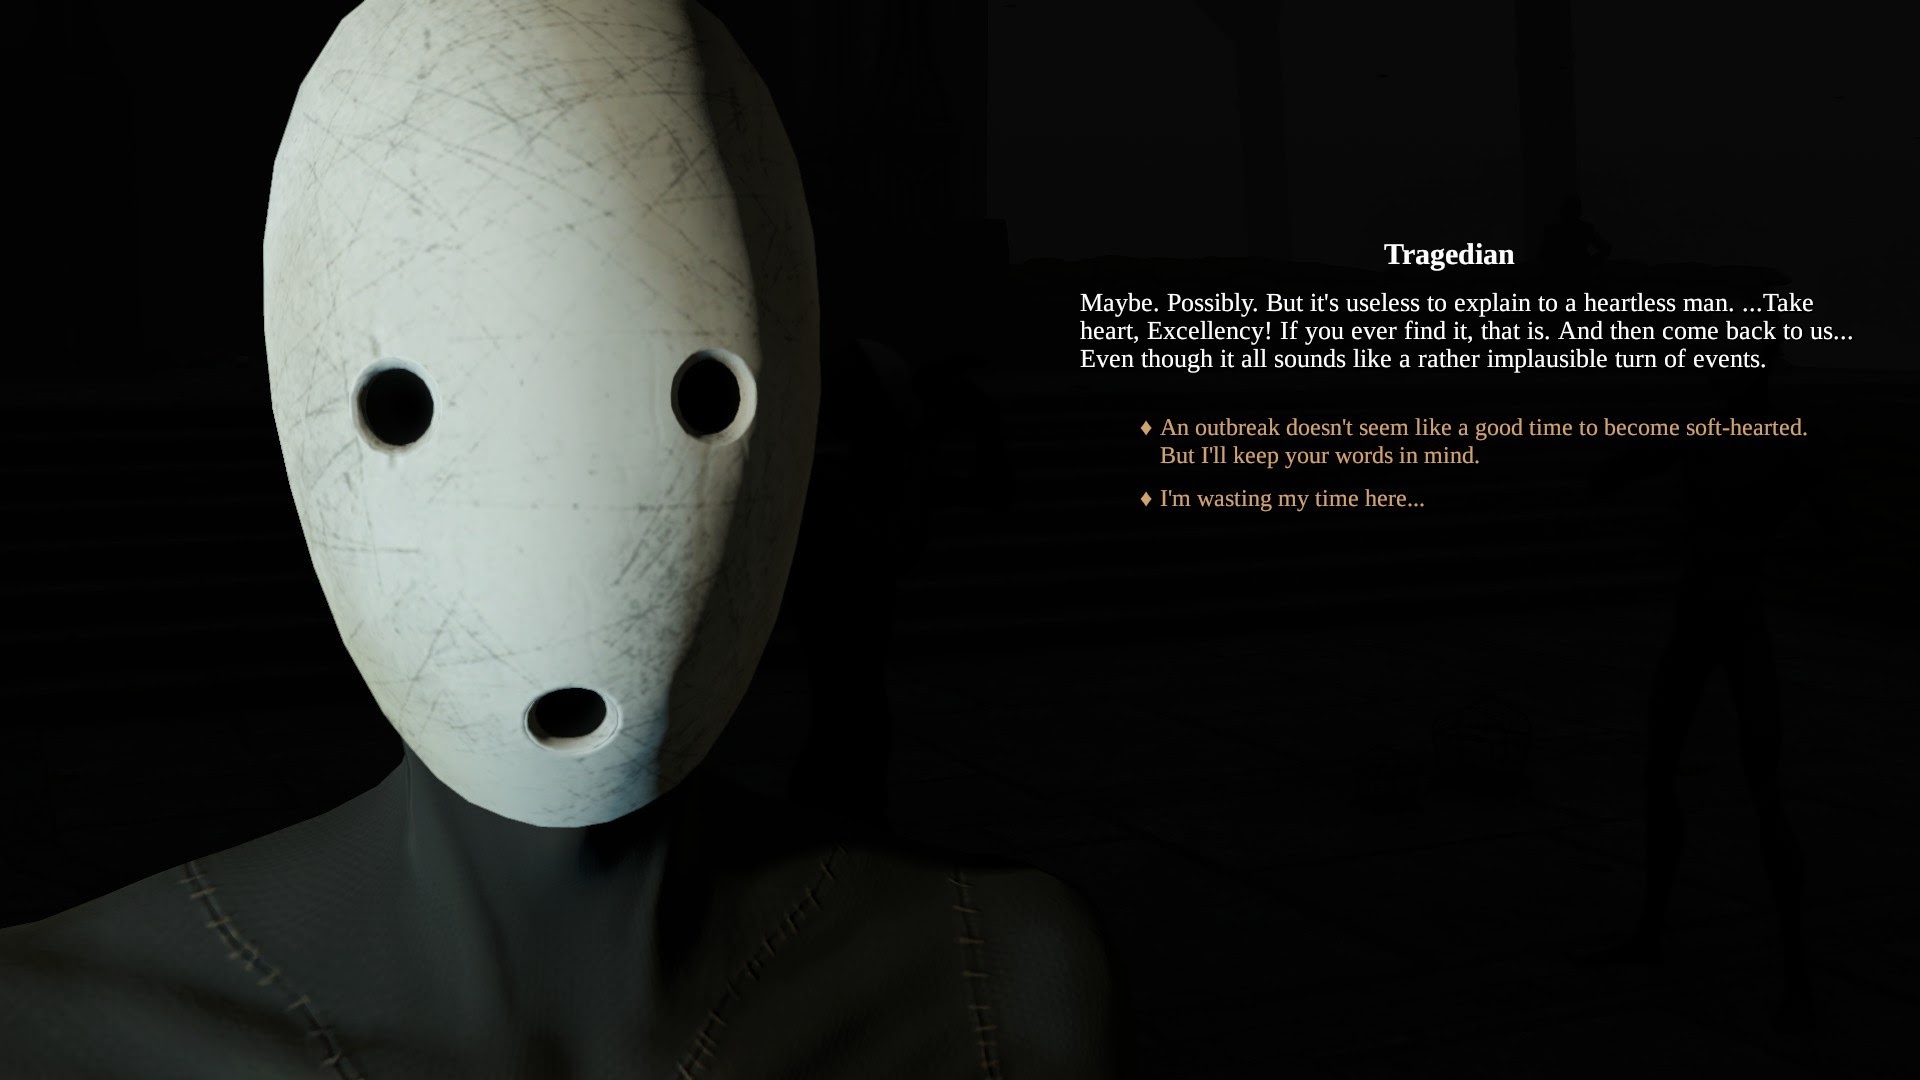 Tragedian
Maybe. Possibly. But it's useless to explain to a heartless man. ...Take
heart, Excellency! If you ever find it, that is. And then come back to us...
Even though it all sounds like a rather implausible turn of events.
♦ An outbreak doesn't seem like a good time to become soft-hearted.
But I'll keep your words in mind.
♦ I'm wasting my time here...